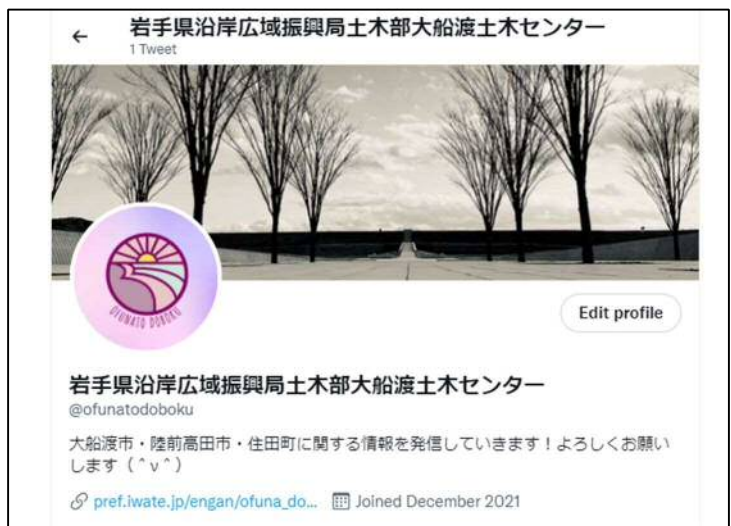 岩手県沿岸広域振興局土木部大船渡土木センター
1 Tweet
OFUNATO DOBOKU
Edit profile
岩手県沿岸広域振興局土木部大船渡土木センター
@ofunatodoboku
大船渡市・陸前高田市・住田町に関する情報を発信していきます！よろしくお願い
します（＾ν＾）
pref.iwate.jp/engan/ofuna_do... Joined December 2021